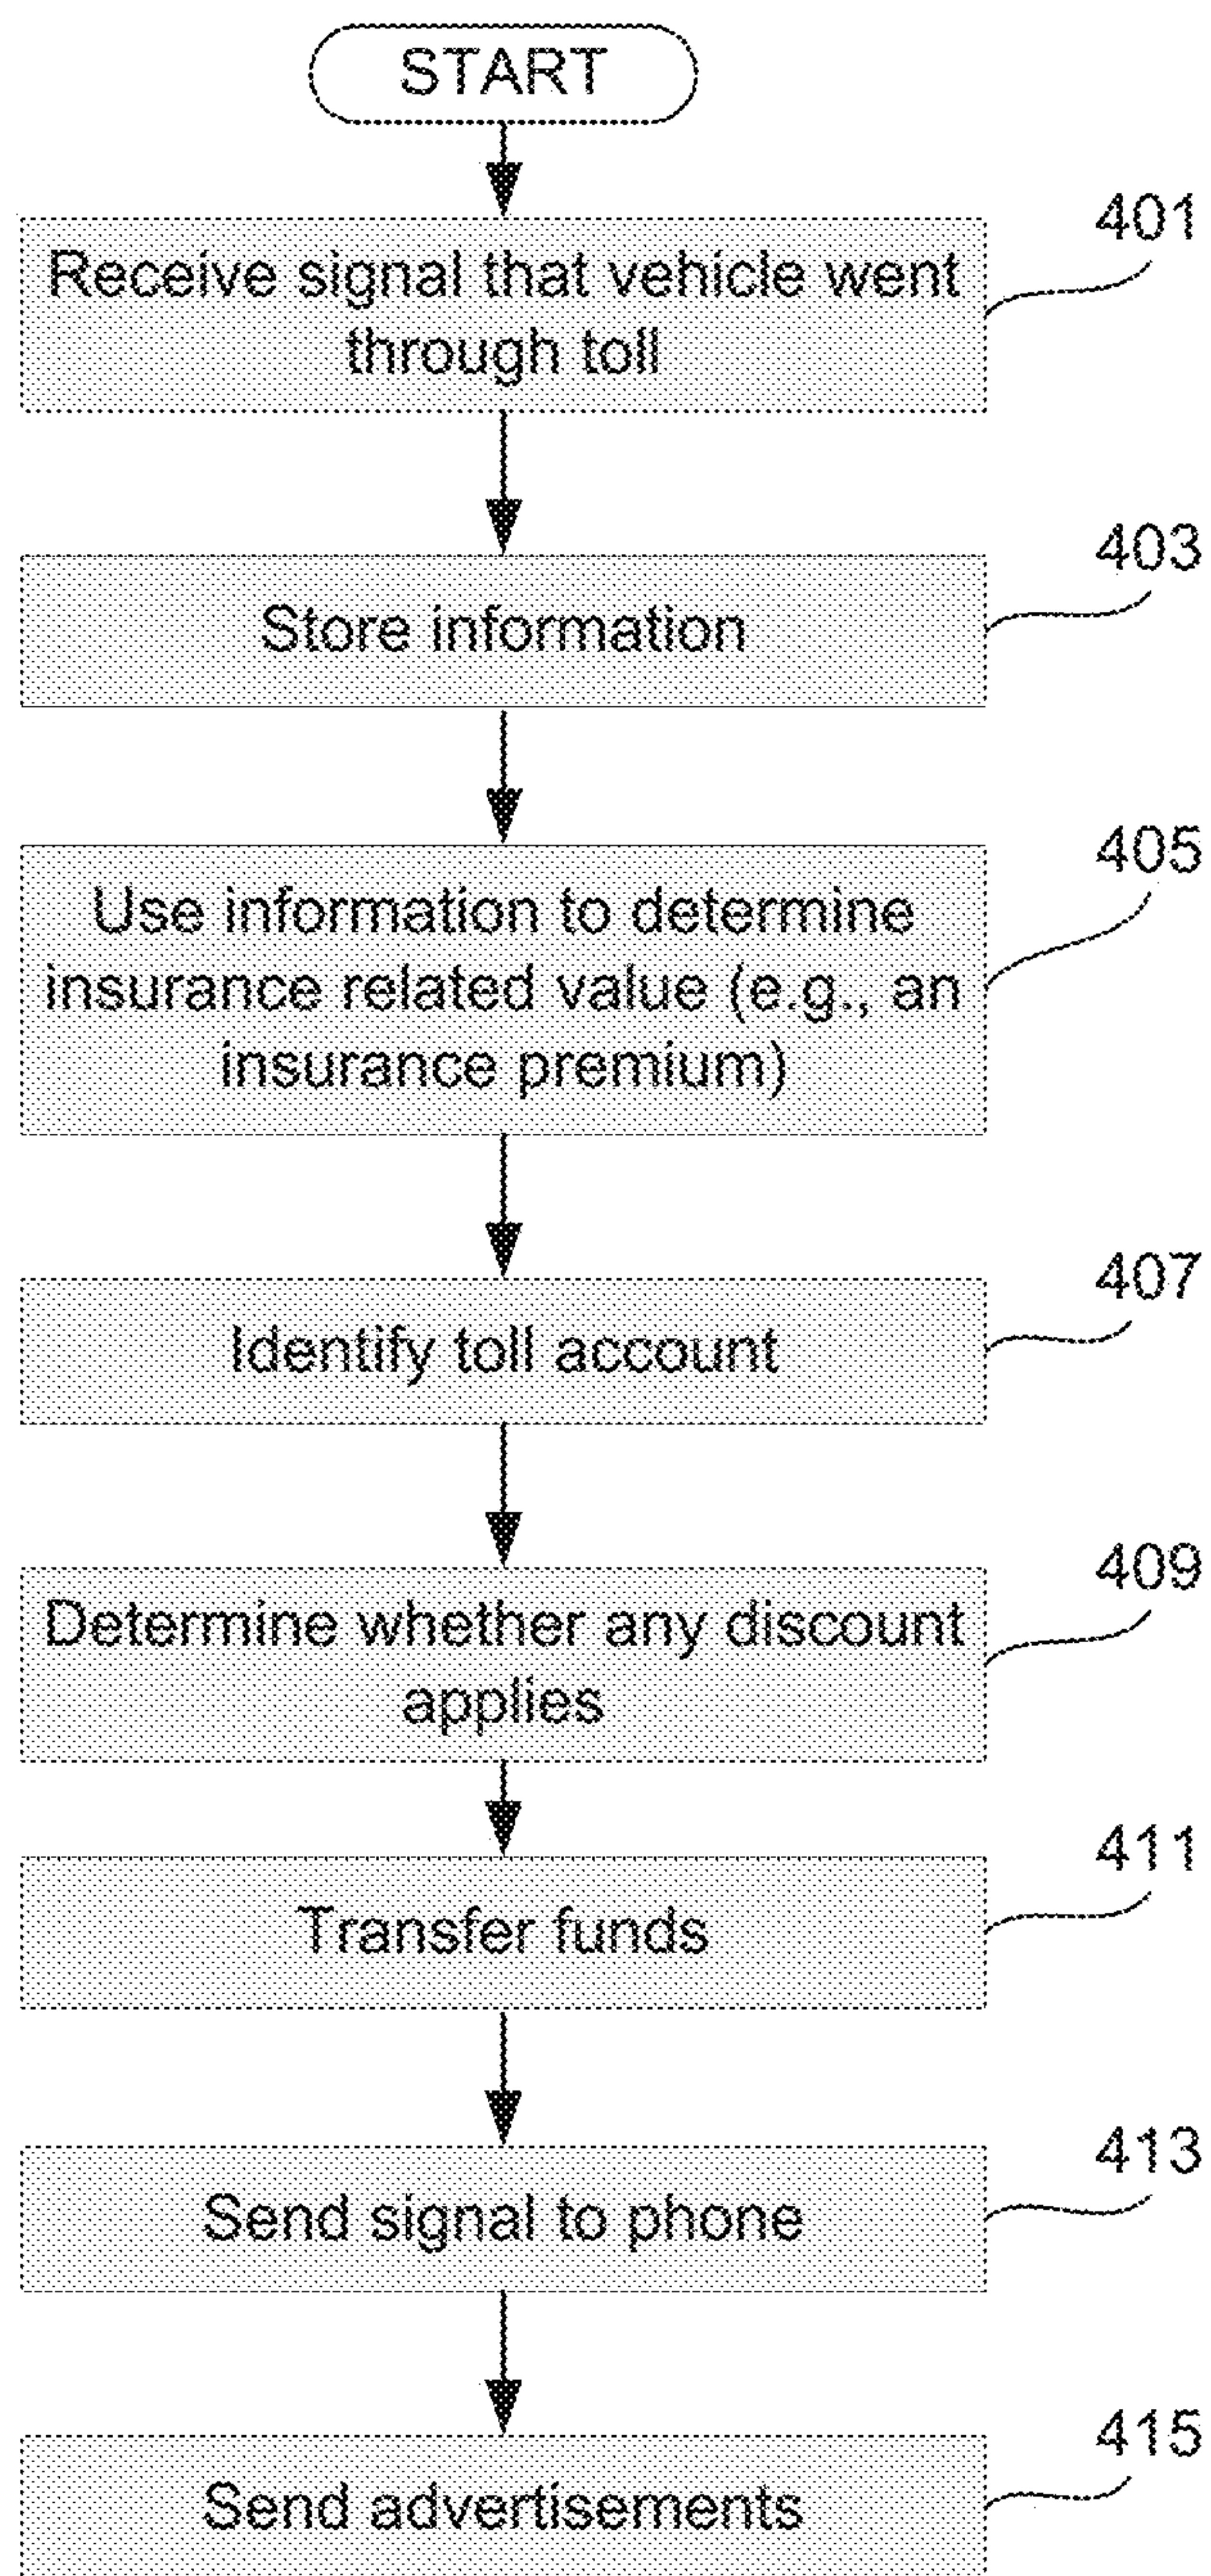 START
401
Receive signal that vehicle went
through toll
403
Store information
405
Use information to determine
insurance related value (e.g., an
insurance premium)
407
Identify toll account
409
Determine whether any discount
applies
411
Transfer funds
413
Send signal to phone
415
Send advertisements